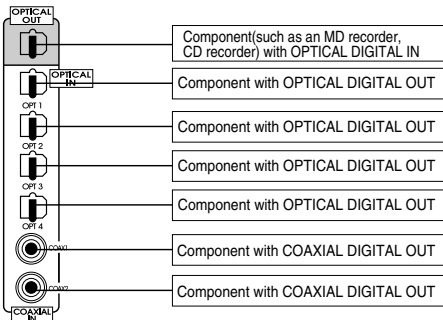 OPTICAL
OUT
Component(such as an MD recorder,
CD recorder) with OPTICAL DIGITAL IN
OPTICAL
IN
Component with OPTICAL DIGITAL OUT
OPT 1
Component with OPTICAL DIGITAL OUT
OPT 2
Component with OPTICAL DIGITAL OUT
OPT 3
Component with OPTICAL DIGITAL OUT
OPT 4
COAX1
Component with COAXIAL DIGITAL OUT
COAX2
Component with COAXIAL DIGITAL OUT
COAXIAL
IN